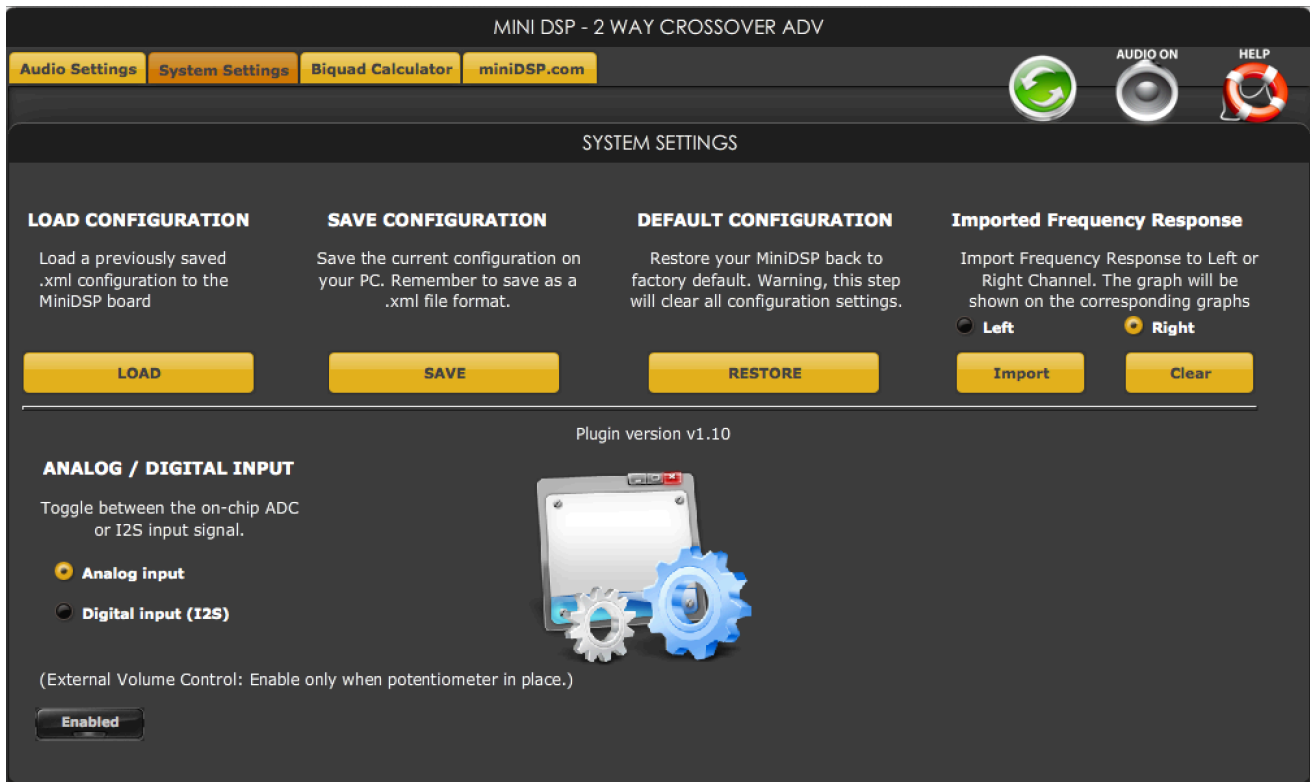 MINI DSP - 2 WAY CROSSOVER ADV
Audio Settings
System Settings
Biquad Calculator
miniDSP.com
AUDIO ON
HELP
SYSTEM SETTINGS
LOAD CONFIGURATION
Load a previously saved
.xml configuration to the
MiniDSP board
LOAD
SAVE CONFIGURATION
Save the current configuration on
your PC. Remember to save as a
.xml file format.
SAVE
DEFAULT CONFIGURATION
Restore your MiniDSP back to
factory default. Warning, this step
will clear all configuration settings.
RESTORE
Imported Frequency Response
Import Frequency Response to Left or
Right Channel. The graph will be
shown on the corresponding graphs
Left
Right
Import
Clear
Plugin version v1.10
ANALOG / DIGITAL INPUT
Toggle between the on-chip ADC
or I2S input signal.
Analog input
Digital input (I2S)
(External Volume Control: Enable only when potentiometer in place.)
Enabled